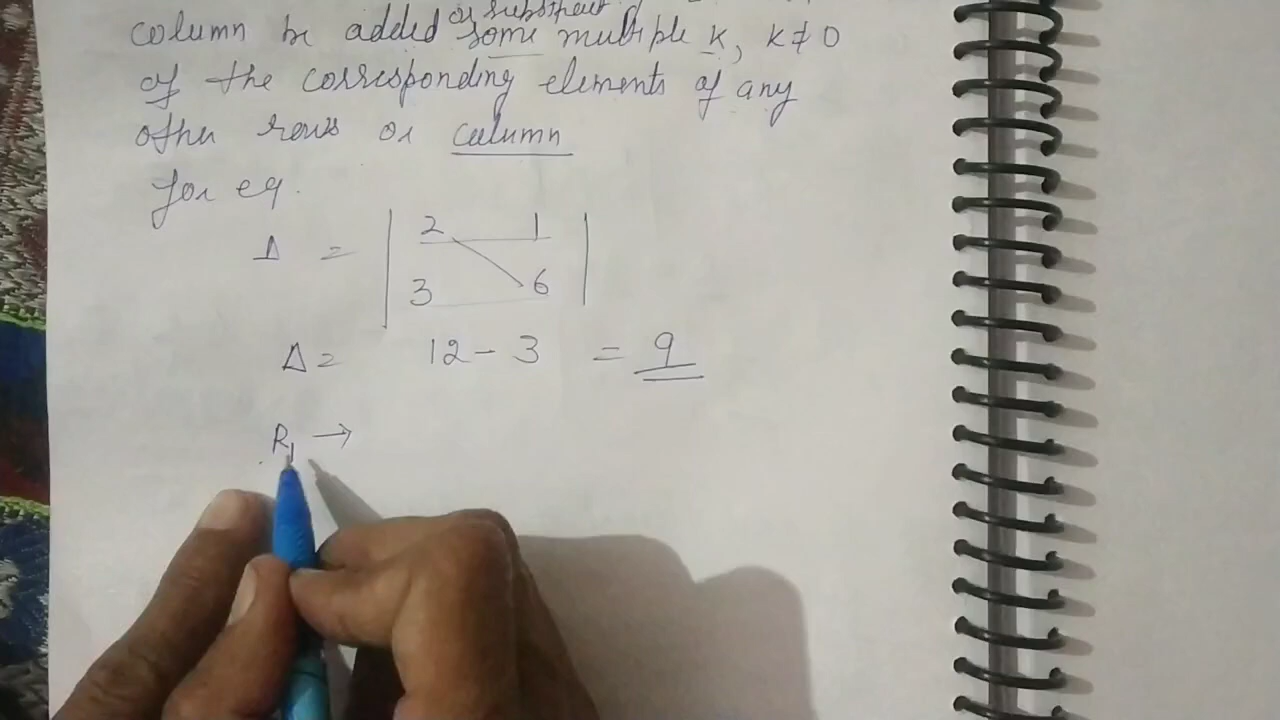 column be added or substract some multiple k, k≠0
of the corresponding elements of any
other rows or column
for eg.
Δ = | 2 1 |
| 3 6 |
Δ = 12 - 3 = 9
R₁ →